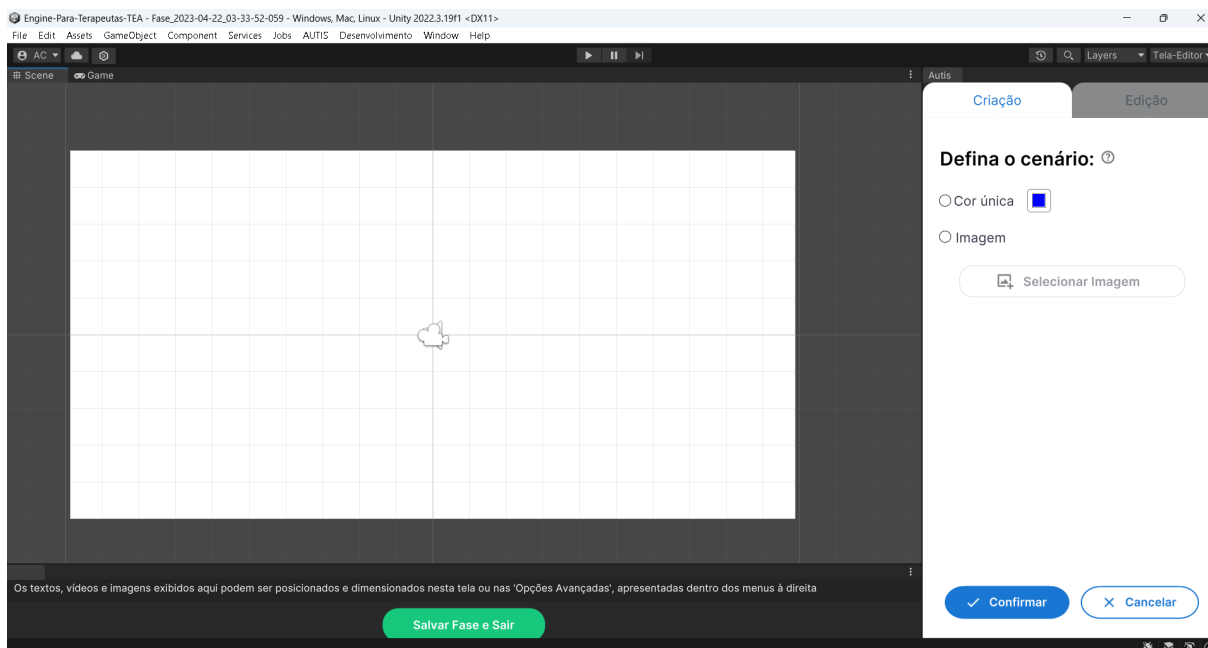 Engine-Para-Terapeutas-TEA - Fase_2023-04-22_03-33-52-059 - Windows, Mac, Linux - Unity 2022.3.19f1 <DX11>
File Edit Assets GameObject Component Services Jobs AUTIS Desenvolvimento Window Help
AC Layers Tela-Editor
Scene Game Autis
Criação Edição
Defina o cenário: ?
Cor única
Imagem
Selecionar Imagem
Os textos, vídeos e imagens exibidos aqui podem ser posicionados e dimensionados nesta tela ou nas 'Opções Avançadas', apresentadas dentro dos menus à direita
Confirmar Cancelar
Salvar Fase e Sair